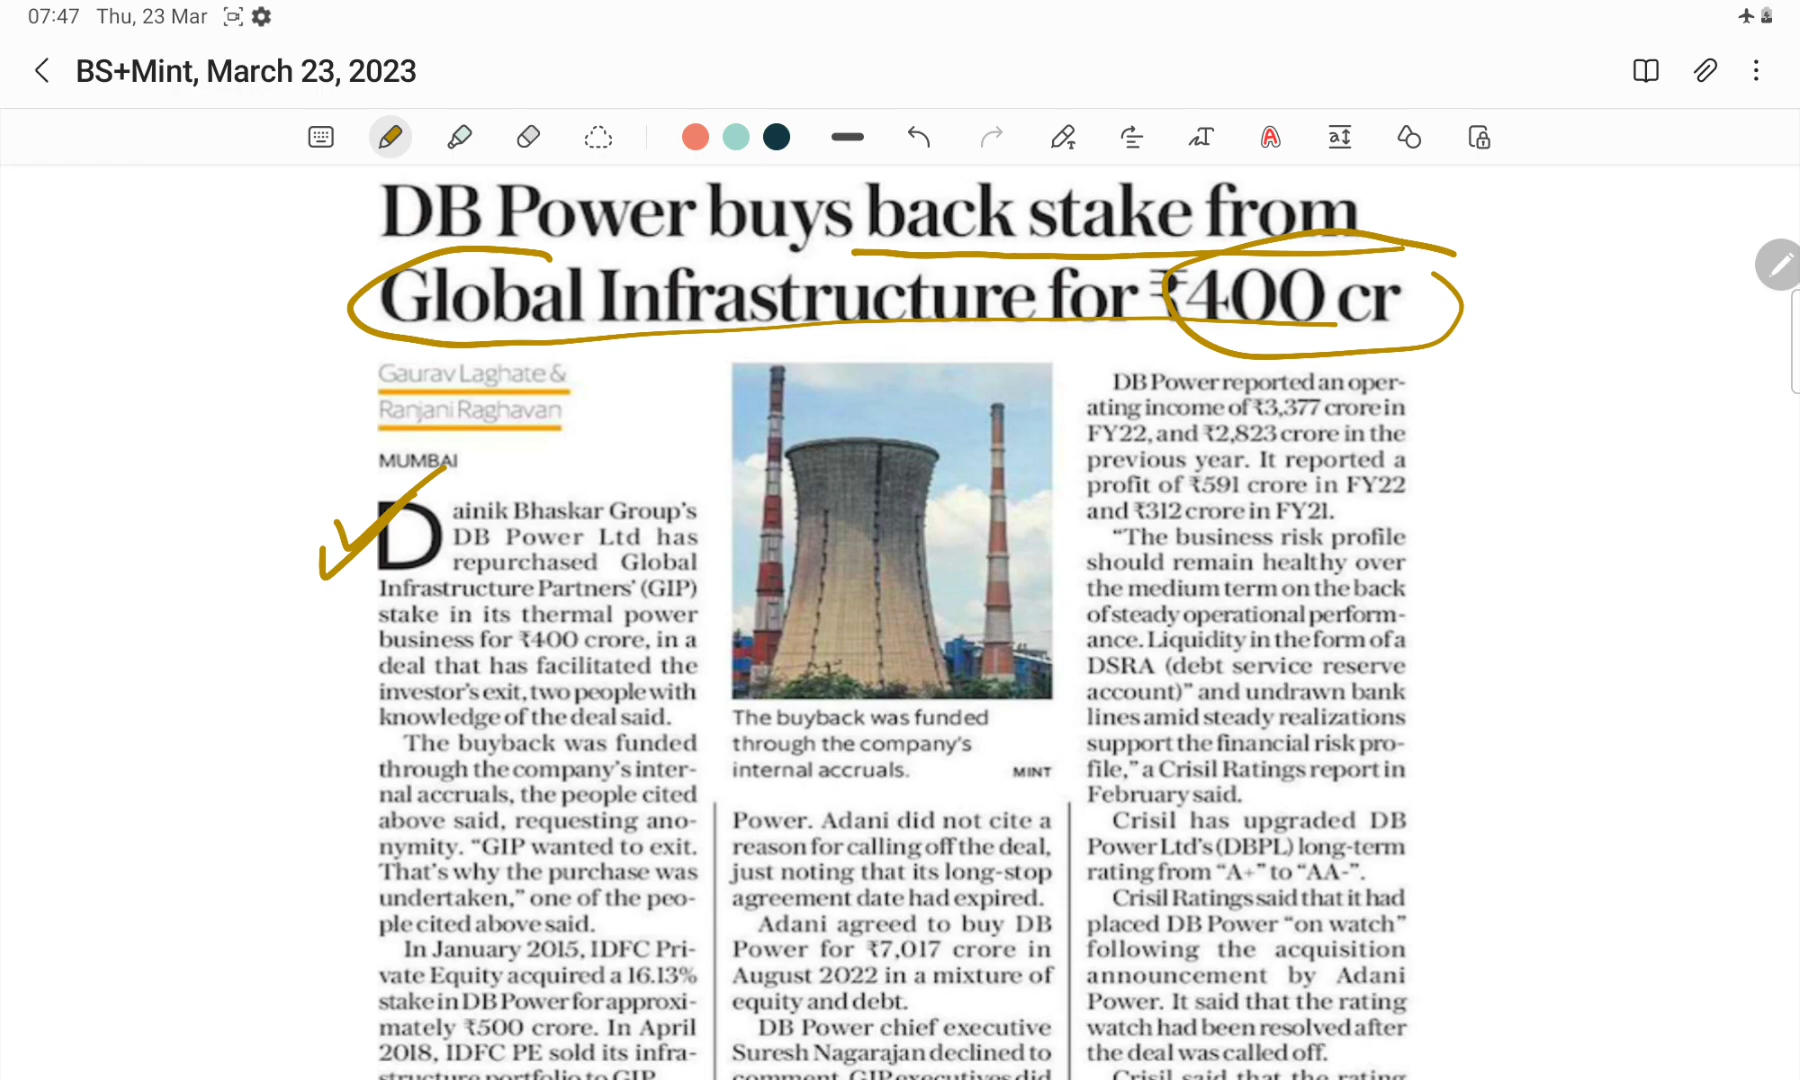 07:47 Thu, 23 Mar
BS+Mint, March 23, 2023
DB Power buys back stake from
Global Infrastructure for ₹400 cr
Gaurav Laghate &
Ranjani Raghavan
MUMBAI
Dainik Bhaskar Group's
DB Power Ltd has
repurchased Global
Infrastructure Partners' (GIP)
stake in its thermal power
business for ₹400 crore, in a
deal that has facilitated the
investor's exit, two people with
knowledge of the deal said.
The buyback was funded
through the company's inter-
nal accruals, the people cited
above said, requesting ano-
nymity. “GIP wanted to exit.
That's why the purchase was
undertaken,” one of the peo-
ple cited above said.
In January 2015, IDFC Pri-
vate Equity acquired a 16.13%
stake in DB Power for approxi-
mately ₹500 crore. In April
2018, IDFC PE sold its infra-
structure portfolio to GIP.
The buyback was funded
through the company's
internal accruals.
MINT
Power. Adani did not cite a
reason for calling off the deal,
just noting that its long-stop
agreement date had expired.
Adani agreed to buy DB
Power for ₹7,017 crore in
August 2022 in a mixture of
equity and debt.
DB Power chief executive
Suresh Nagarajan declined to
comment. GIP executives did
DB Power reported an oper-
ating income of ₹3,377 crore in
FY22, and ₹2,823 crore in the
previous year. It reported a
profit of ₹591 crore in FY22
and ₹312 crore in FY21.
“The business risk profile
should remain healthy over
the medium term on the back
of steady operational perform-
ance. Liquidity in the form of a
DSRA (debt service reserve
account)” and undrawn bank
lines amid steady realizations
support the financial risk pro-
file,” a Crisil Ratings report in
February said.
Crisil has upgraded DB
Power Ltd's (DBPL) long-term
rating from “A+” to “AA-”.
Crisil Ratings said that it had
placed DB Power “on watch”
following the acquisition
announcement by Adani
Power. It said that the rating
watch had been resolved after
the deal was called off.
Crisil said that the rating